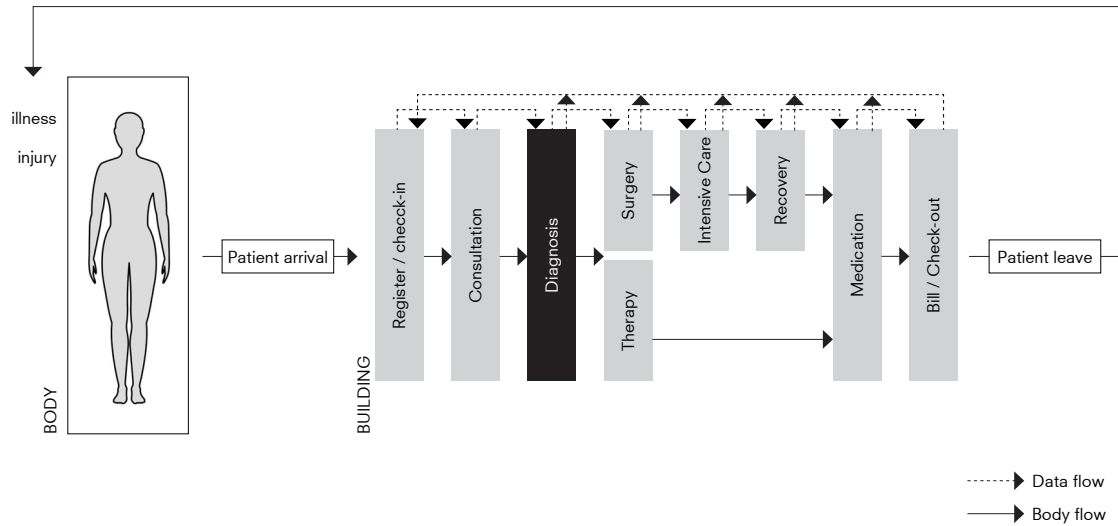 illness
injury
BODY
Patient arrival
BUILDING
Register / checck-in
Consultation
Diagnosis
Surgery
Therapy
Intensive Care
Recovery
Medication
Bill / Check-out
Patient leave
Data flow
Body flow